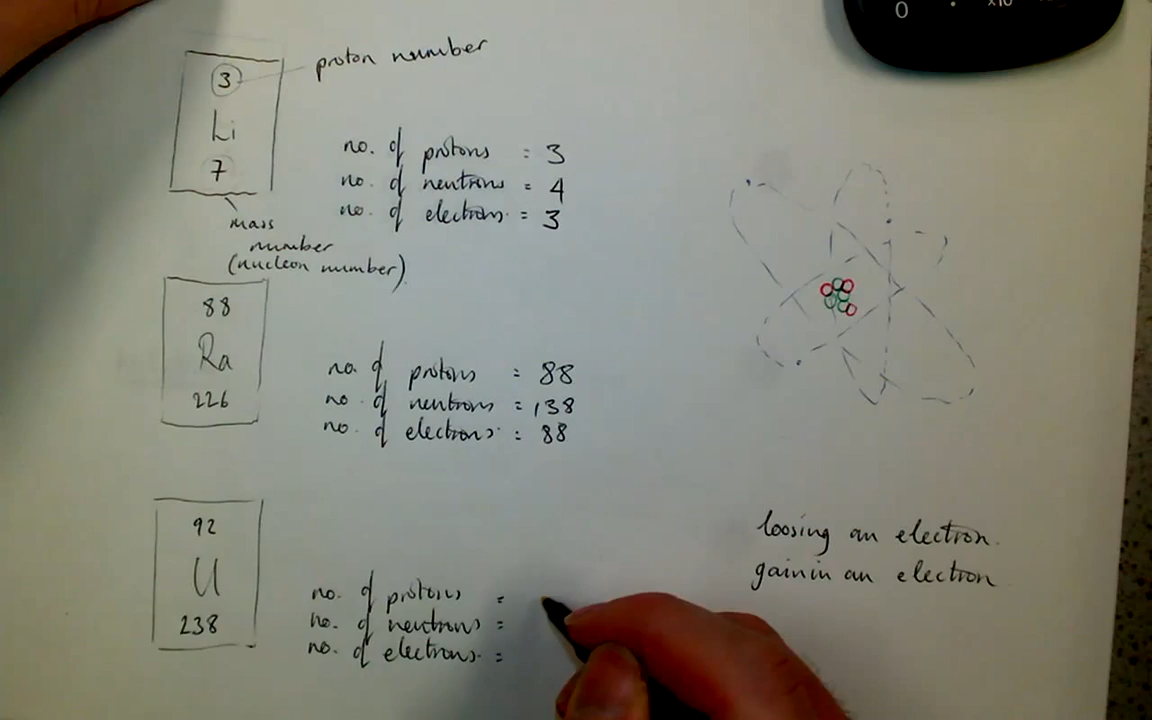 0 . x10
3
proton number
Li
7
no. of protons : 3
no. of neutrons = 4
no. of electrons = 3
mass
number
(nucleon number).
88
Ra
226
no. of protons : 88
no. of neutrons = 138
no. of electrons : 88
92
U
238
no. of protons =
no. of neutrons =
no. of electrons =
loosing an electron.
gainin an electron